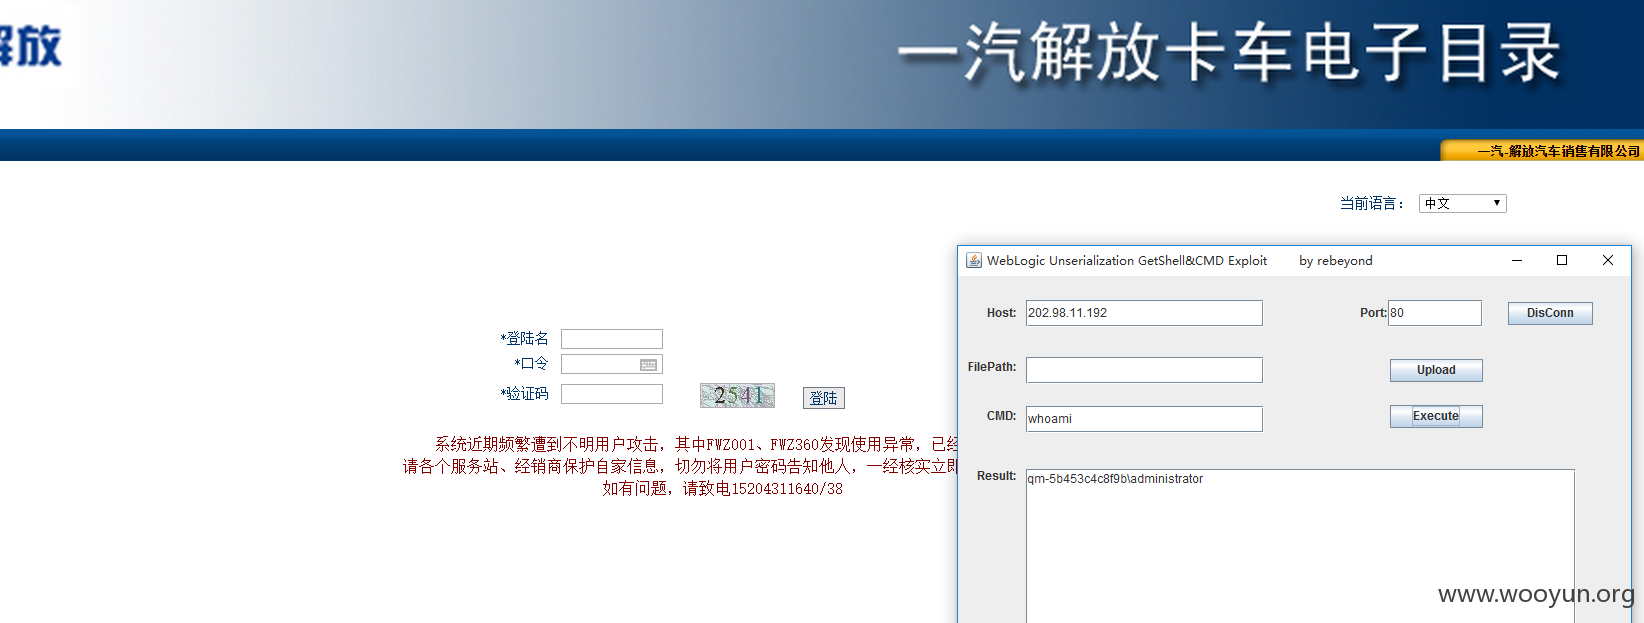 解放
一汽解放卡车电子目录
一汽-解放汽车销售有限公司
当前语言： 中文
WebLogic Unserialization GetShell&CMD Exploit by rebeyond
Host: 202.98.11.192 Port: 80 DisConn
*登陆名
*口令
FilePath: Upload
*验证码 2541 登陆
CMD: whoami Execute
系统近期频繁遭到不明用户攻击，其中FWZ001、FWZ360发现使用异常，已经
请各个服务站、经销商保护自家信息，切勿将用户密码告知他人，一经核实立即
如有问题，请致电15204311640/38
Result: qm-5b453c4c8f9b\administrator
www.wooyun.org